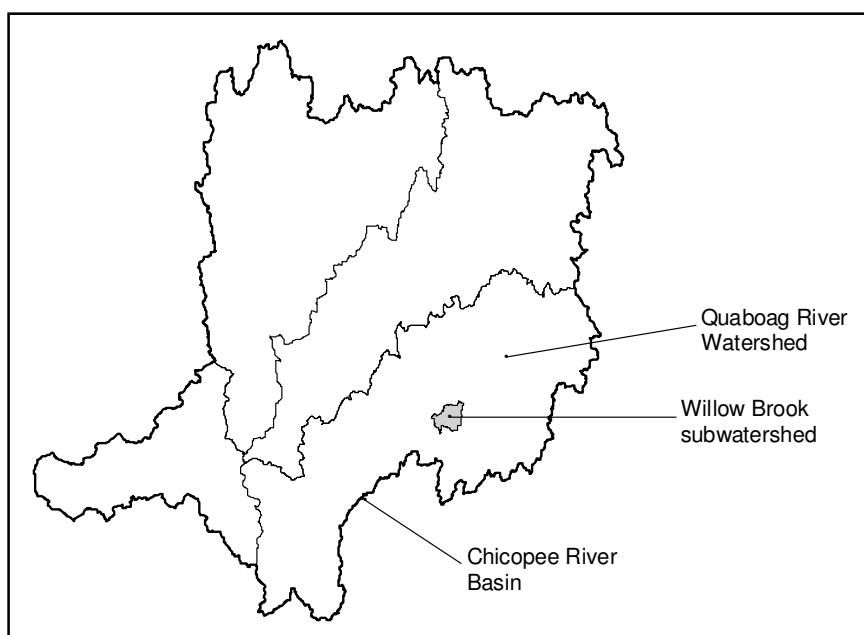 Quaboag River
Watershed
Willow Brook
subwatershed
Chicopee River
Basin